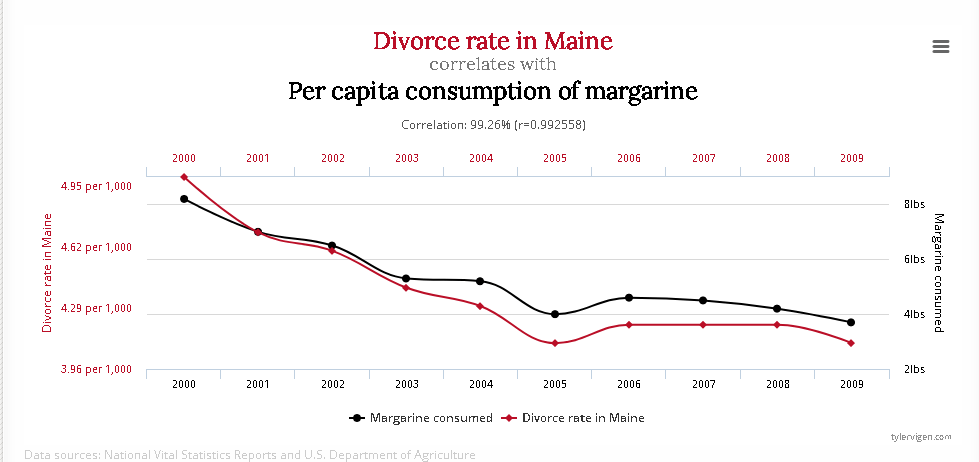 Divorce rate in Maine
correlates with
Per capita consumption of margarine
Correlation: 99.26% (r=0.992558)
2000 2001 2002 2003 2004 2005 2006 2007 2008 2009
Divorce rate in Maine
4.95 per 1,000
4.62 per 1,000
4.29 per 1,000
3.96 per 1,000
8lbs
6lbs
4lbs
2lbs
Margarine consumed
2000 2001 2002 2003 2004 2005 2006 2007 2008 2009
Margarine consumed Divorce rate in Maine
tylervigen.com
Data sources: National Vital Statistics Reports and U.S. Department of Agriculture